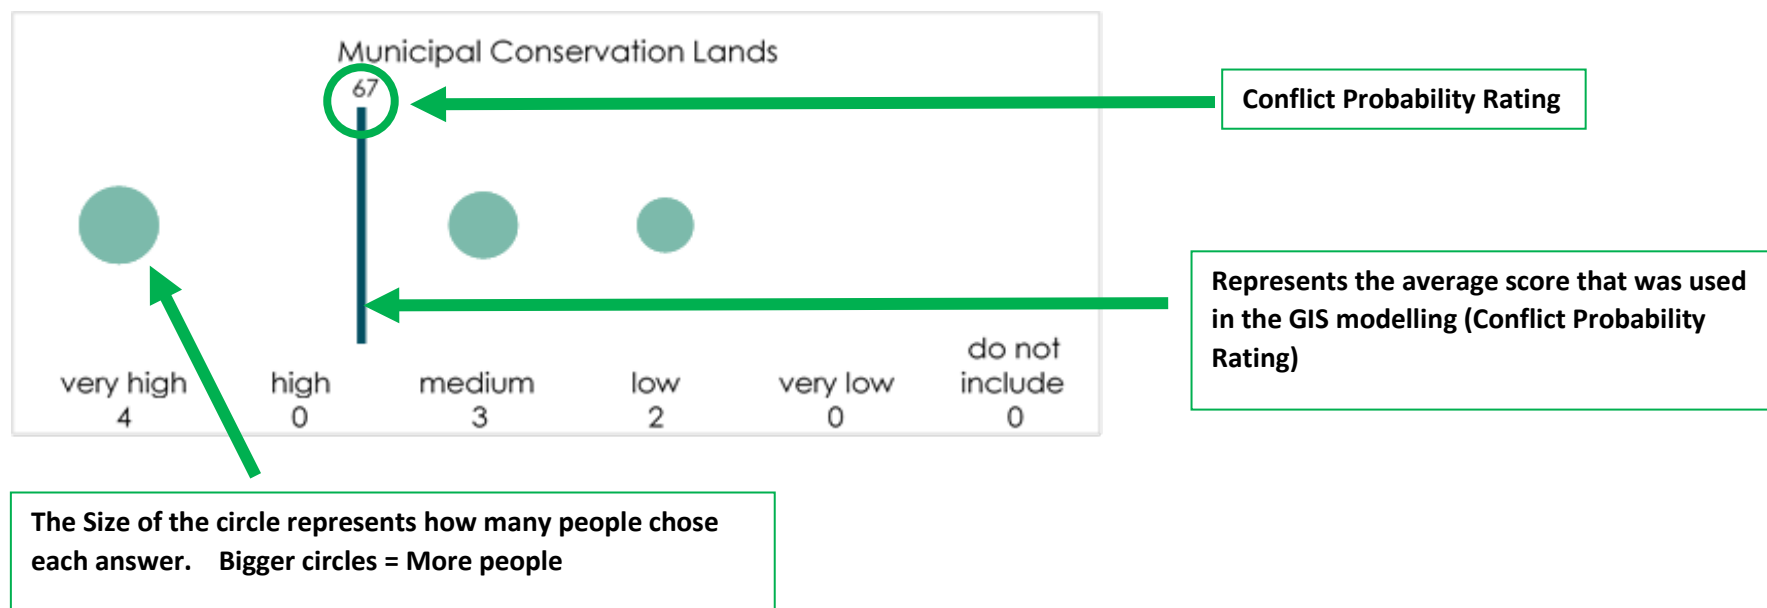 Municipal Conservation Lands
67
Conflict Probability Rating
Represents the average score that was used
in the GIS modelling (Conflict Probability
Rating)
very high
4
high
0
medium
3
low
2
very low
0
do not
include
0
The Size of the circle represents how many people chose
each answer.    Bigger circles = More people